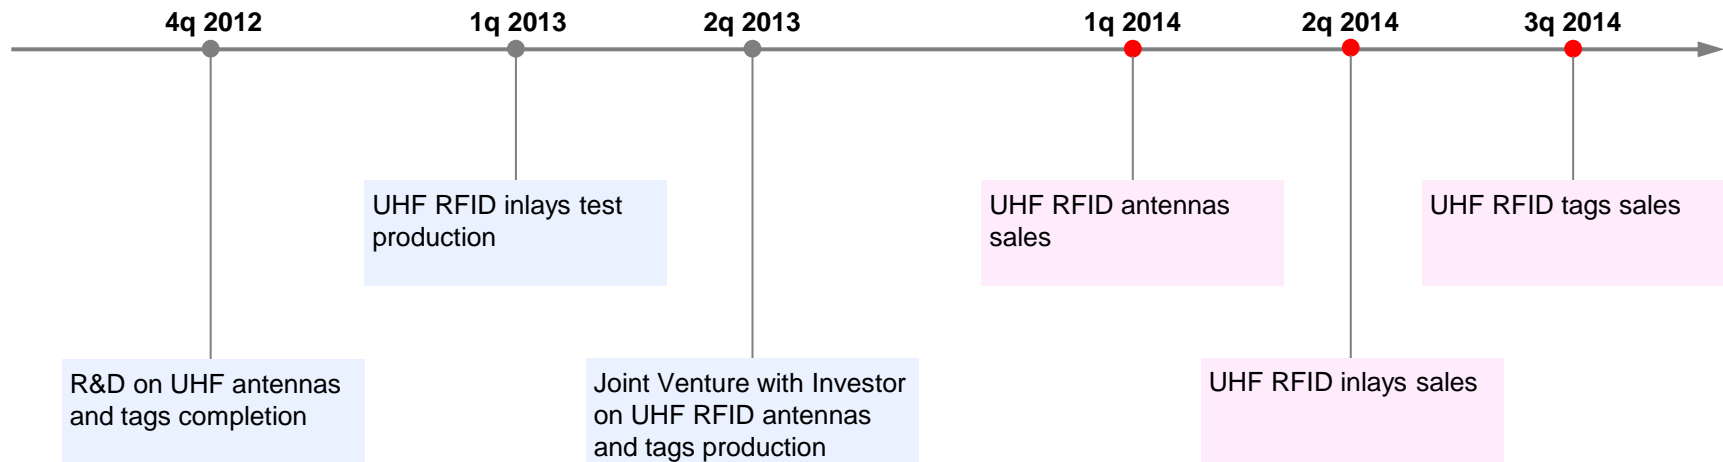 4q 2012
1q 2013
2q 2013
1q 2014
2q 2014
3q 2014
UHF RFID inlays test
production
UHF RFID antennas
sales
UHF RFID tags sales
R&D on UHF antennas
and tags completion
Joint Venture with Investor
on UHF RFID antennas
and tags production
UHF RFID inlays sales